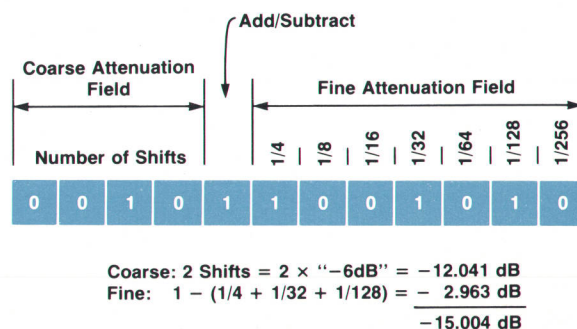 Add/Subtract
Coarse Attenuation
Field
Fine Attenuation Field
Number of Shifts
1/4 — 1/8 — 1/16 — 1/32 — 1/64 — 1/128 — 1/256
0 0 1 0 1 1 0 0 1 0 1 0
Coarse: 2 Shifts = 2 × “−6dB” = −12.041 dB
Fine: 1 − (1/4 + 1/32 + 1/128) = − 2.963 dB
−15.004 dB